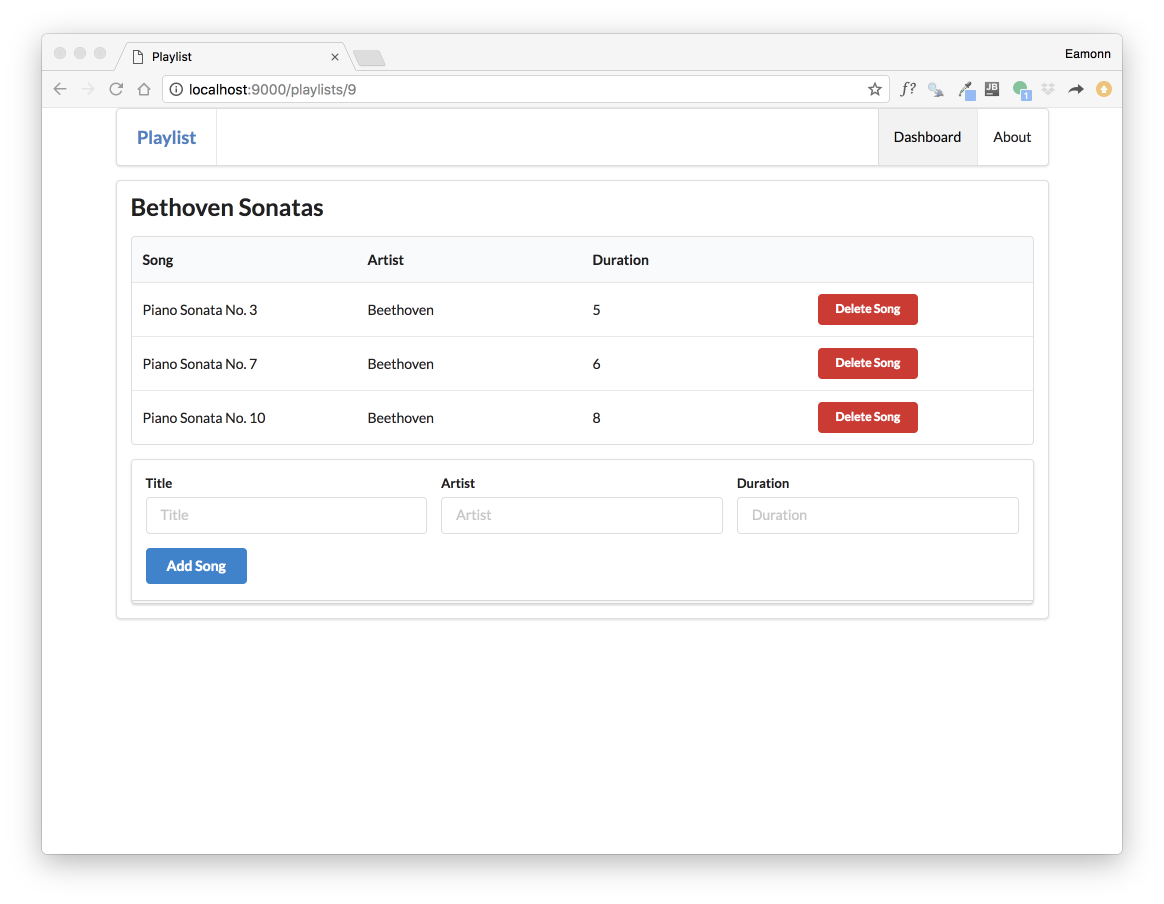 Playlist
Eamonn
localhost:9000/playlists/9
f?
JB
1
Playlist Dashboard About
Bethoven Sonatas
Song Artist Duration
Piano Sonata No. 3 Beethoven 5 Delete Song
Piano Sonata No. 7 Beethoven 6 Delete Song
Piano Sonata No. 10 Beethoven 8 Delete Song
Title Artist Duration
Title Artist Duration
Add Song